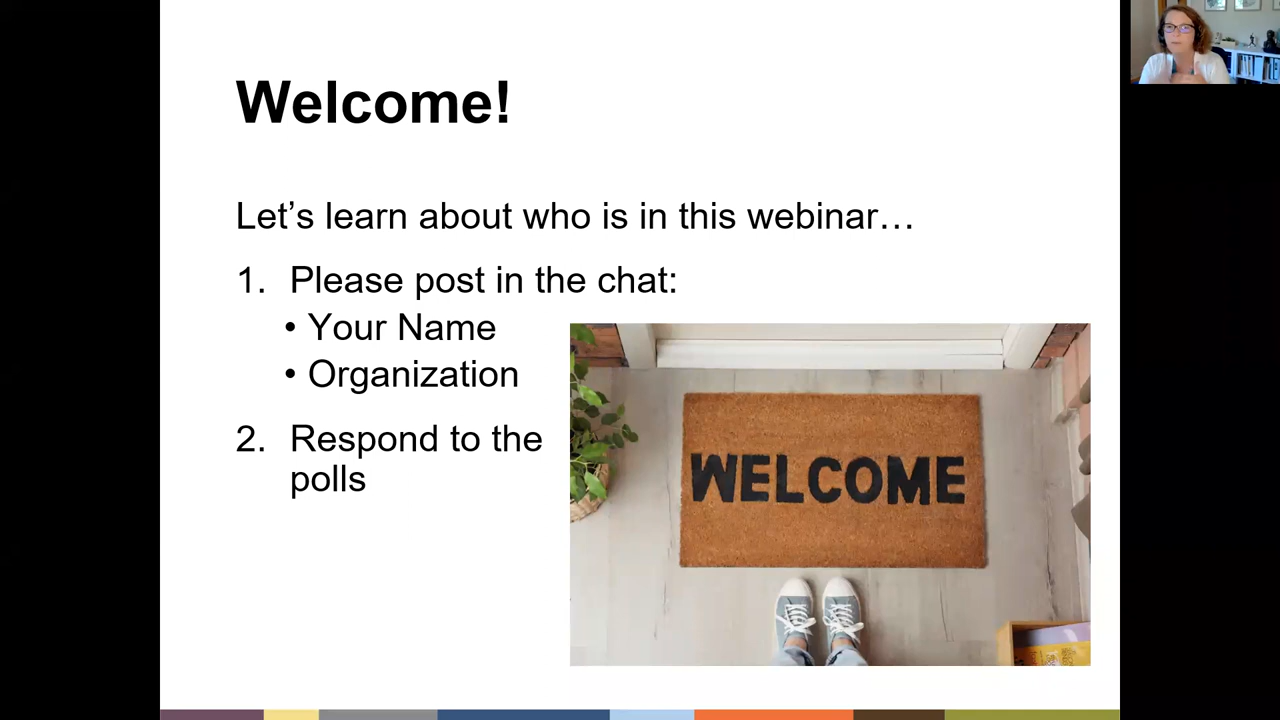 Welcome!
Let’s learn about who is in this webinar…
1. Please post in the chat:
• Your Name
• Organization
2. Respond to the
polls
WELCOME